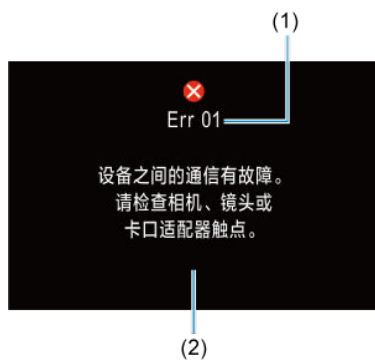 (1)
Err 01
设备之间的通信有故障。
请检查相机、镜头或
卡口适配器触点。
(2)